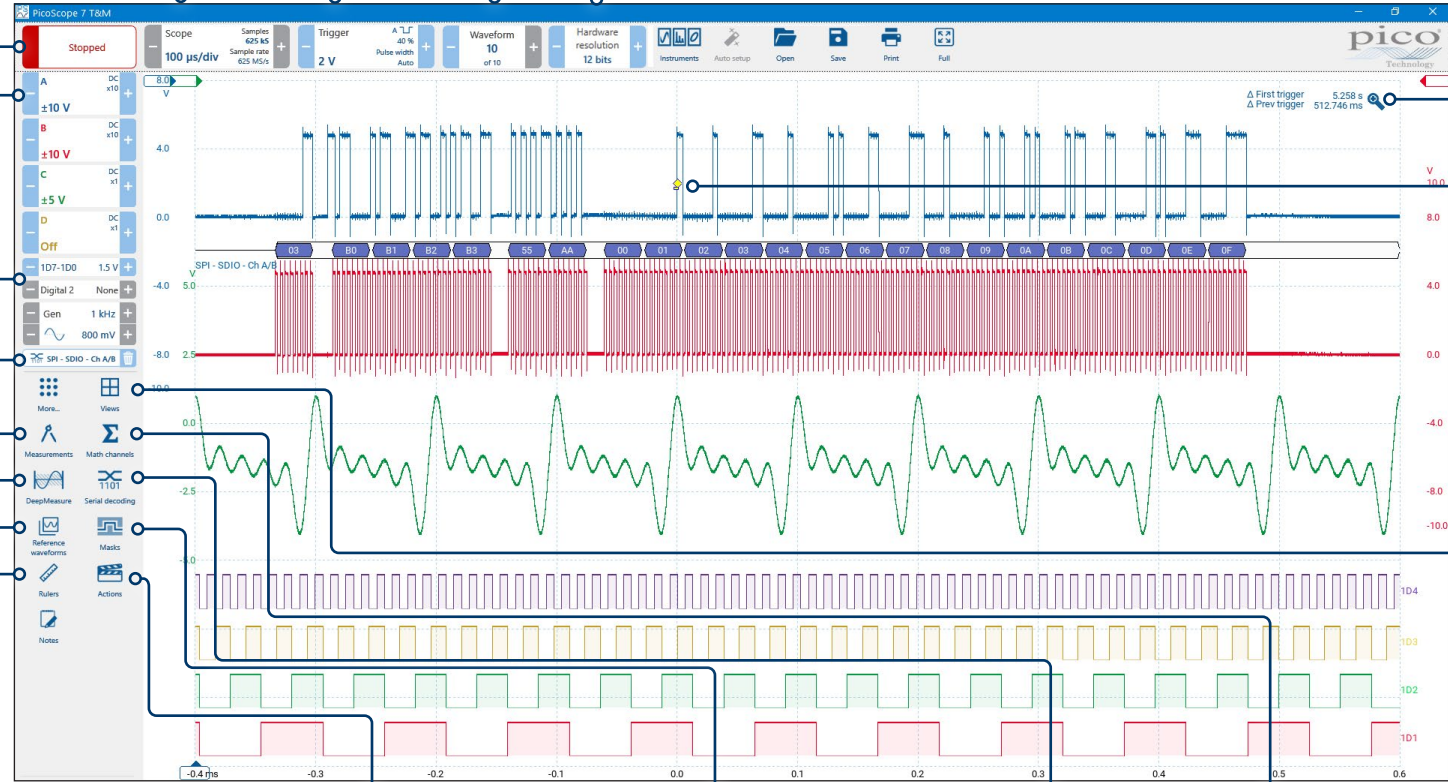 PicoScope 7 T&M
Stopped
Scope
100 µs/div
Samples
625 kS
Sample rate
625 MS/s
Trigger
2 V
A
40 %
Pulse width
Auto
Waveform
10
of 10
Hardware
resolution
12 bits
Instruments
Auto setup
Open
Save
Print
Full
pico
Technology
A
DC
x10
±10 V
B
DC
x10
±10 V
C
DC
x1
±5 V
D
DC
x1
Off
1D7-1D0 1.5 V
Digital 2 None
Gen 1 kHz
800 mV
1101 SPI - SDIO - Ch A/B
More...
Views
Measurements
Math channels
DeepMeasure
1101
Serial decoding
Reference
waveforms
Masks
Rulers
Actions
Notes
8.0
V
4.0
0.0
-4.0
-8.0
-10.0
V
5.0
2.5
0.0
-2.5
-5.0
Δ First trigger 5.258 s
Δ Prev trigger 512.746 ms
03 B0 B1 B2 B3 55 AA 00 01 02 03 04 05 06 07 08 09 0A 0B 0C 0D 0E 0F
SPI - SDIO - Ch A/B
V
10.0
8.0
4.0
0.0
-4.0
-8.0
-10.0
1D4
1D3
1D2
1D1
-0.4 ms -0.3 -0.2 -0.1 0.0 0.1 0.2 0.3 0.4 0.5 0.6